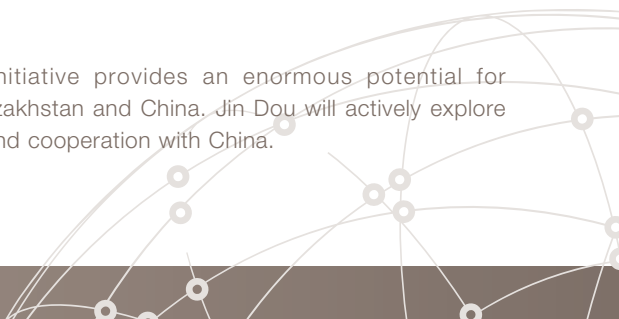 nitiative provides an enormous potential for
zakhstan and China. Jin Dou will actively explore
nd cooperation with China.